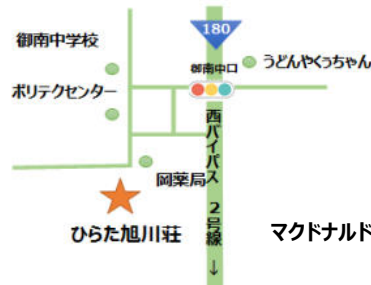 180
御南中学校
御南中口
うどんやくぅちゃん
ポリテクセンター
西バイパス 2号線 ↓
岡薬局
ひらた旭川荘
マクドナルド